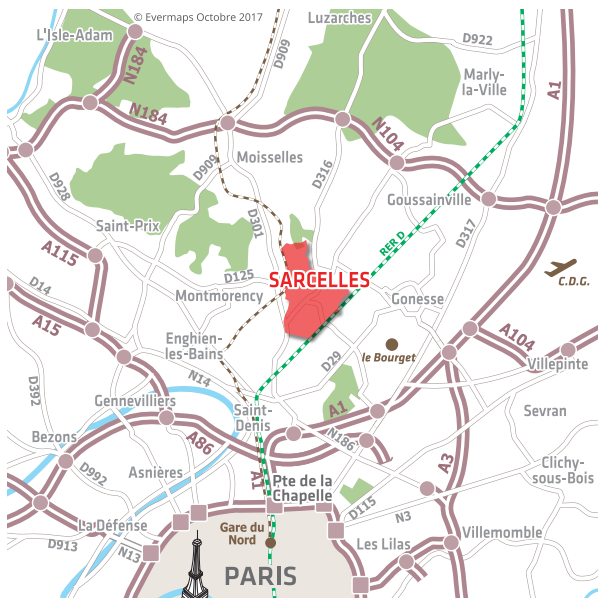 © Evermaps Octobre 2017
Luzarches
L'Isle-Adam
D909
D922
N184
Marly-
la-Ville
A1
N184
N104
Moisselles
D909
D316
D928
Goussainville
Saint-Prix
D301
D317
RER D
A115
D125
SARCELLES
C.D.G.
D14
Montmorency
Gonesse
A15
Enghien-
les-Bains
le Bourget
A104
D29
Villepinte
N14
D392
Gennevilliers
Saint-
Denis
A1
Sevran
Bezons
A86
N186
A3
D992
Asnières
A1
Pte de la
Chapelle
Clichy-
sous-Bois
D115
N3
La Défense
Gare du
Nord
Villemomble
D913
N13
Les Lilas
PARIS